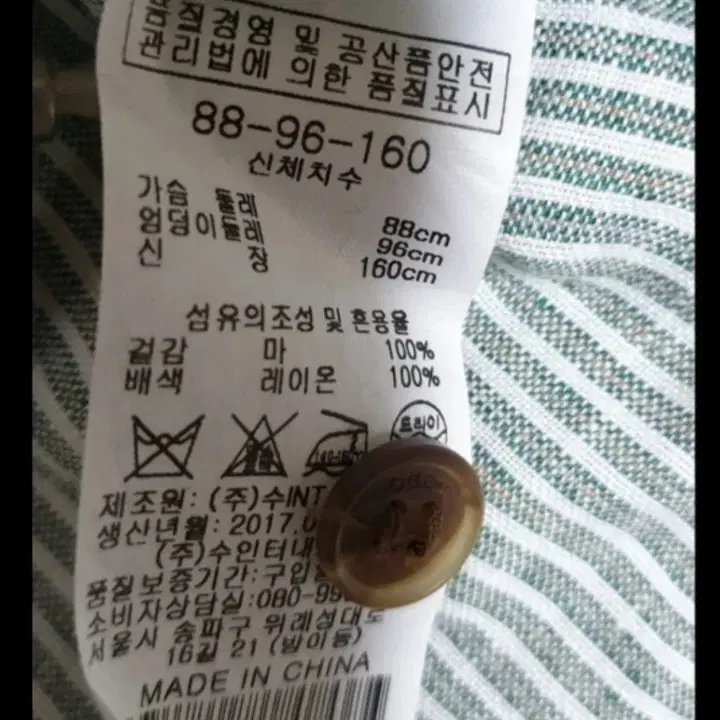 품질경영 및 공산품안전
관리법에 의한 품질표시
88-96-160
신체치수
가슴둘레 88cm
엉덩이둘레 96cm
신 장 160cm
섬유의조성 및 혼용율
겉감 마 100%
배색 레이온 100%
드라이
제조원: (주)수INT
생산년월: 2017.0
(주)수인터내
품질보증기간: 구입
소비자상담실:080-99
서울시 송파구 위례성대로
16길 21 (방이동)
MADE IN CHINA